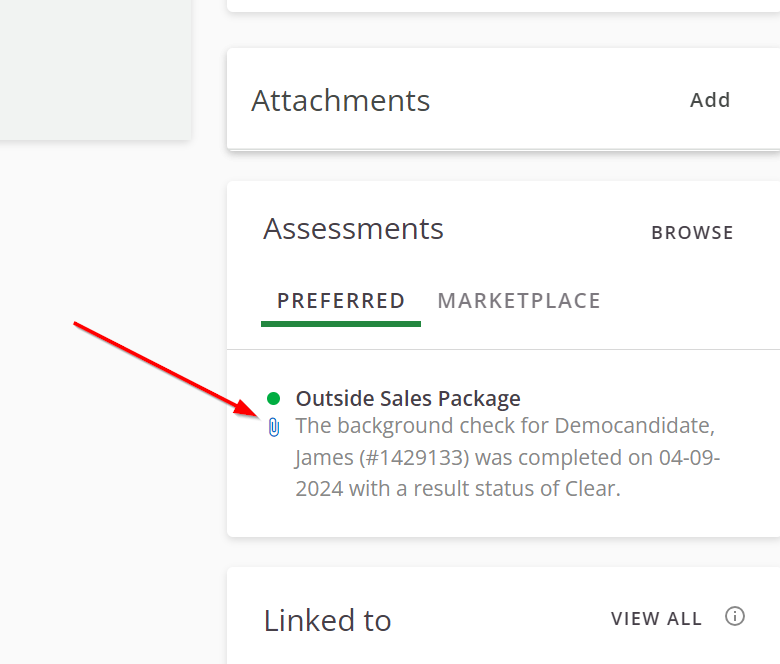 Attachments
Add
Assessments
BROWSE
PREFERRED
MARKETPLACE
Outside Sales Package
The background check for Democandidate,
James (#1429133) was completed on 04-09-
2024 with a result status of Clear.
Linked to
VIEW ALL